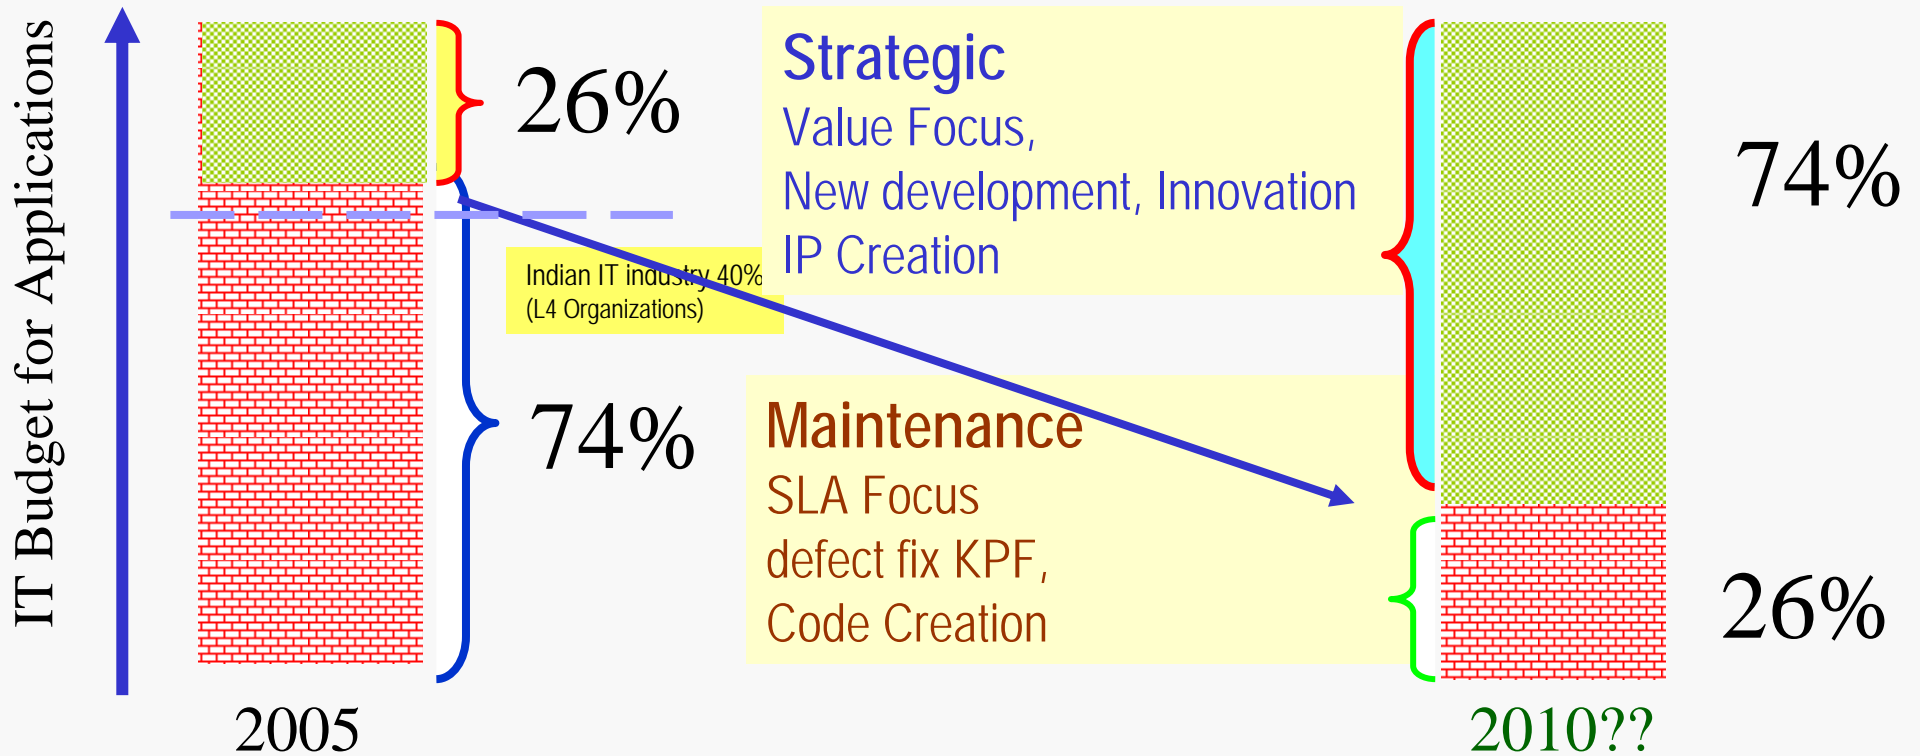 IT Budget for Applications
26%
74%
2005
Indian IT industry 40%
(L4 Organizations)
Strategic
Value Focus,
New development, Innovation
IP Creation
Maintenance
SLA Focus
defect fix KPF,
Code Creation
74%
26%
2010??